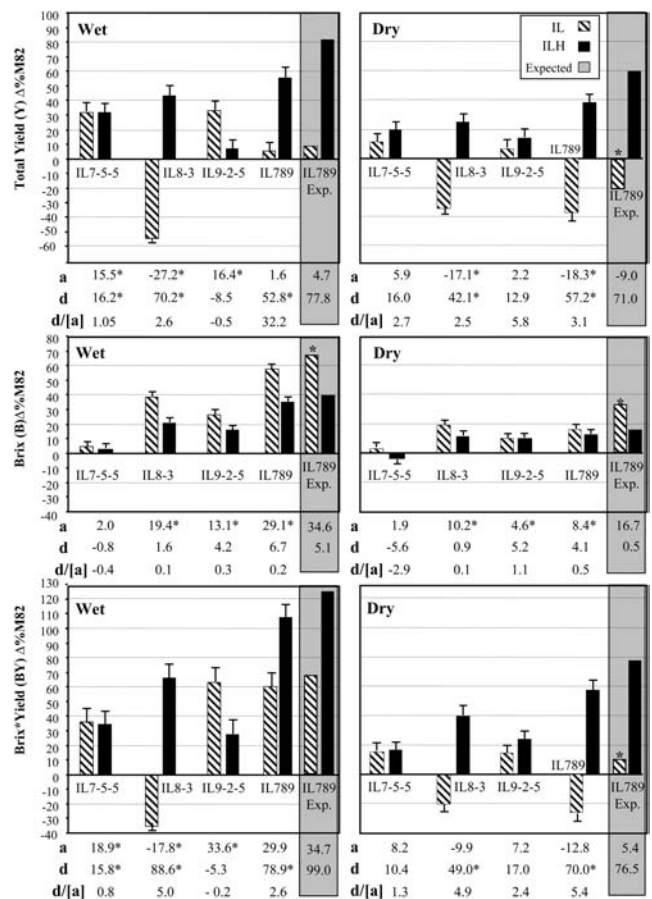 Total Yield (Y) Δ%M82
Wet
80
70
60
50
40
30
20
10
0
-10
-20
-30
-40
-50
-60
IL7-5-5 IL8-3 IL9-2-5 IL789 IL789 Exp.
Dry
IL
ILH
Expected
IL7-5-5 IL8-3 IL9-2-5 IL789 * IL789 Exp.
a 15.5* -27.2* 16.4* 1.6 4.7
d 16.2* 70.2* -8.5 52.8* 77.8
d/[a] 1.05 2.6 -0.5 32.2
a 5.9 -17.1* 2.2 -18.3* -9.0
d 16.0 42.1* 12.9 57.2* 71.0
d/[a] 2.7 2.5 5.8 3.1
Brix (B)Δ%M82
Wet
80
70
60
50
40
30
20
10
0
-10
-20
-30
-40
*
IL7-5-5 IL8-3 IL9-2-5 IL789 IL789 Exp.
Dry
*
IL7-5-5 IL8-3 IL9-2-5 IL789 IL789 Exp.
a 2.0 19.4* 13.1* 29.1* 34.6
d -0.8 1.6 4.2 6.7 5.1
d/[a] -0.4 0.1 0.3 0.2
a 1.9 10.2* 4.6* 8.4* 16.7
d -5.6 0.9 5.2 4.1 0.5
d/[a] -2.9 0.1 1.1 0.5
Brix*Yield (BY) Δ%M82
Wet
130
110
100
90
80
70
60
50
40
30
20
10
0
-10
-20
-30
-40
IL7-5-5 IL8-3 IL9-2-5 IL789 IL789 Exp.
Dry
IL7-5-5 IL8-3 IL9-2-5 IL789 * IL789 Exp.
a 18.9* -17.8* 33.6* 29.9 34.7
d 15.8* 88.6* -5.3 78.9* 99.0
d/[a] 0.8 5.0 - 0.2 2.6
a 8.2 -9.9 7.2 -12.8 5.4
d 10.4 49.0* 17.0 70.0* 76.5
d/[a] 1.3 4.9 2.4 5.4